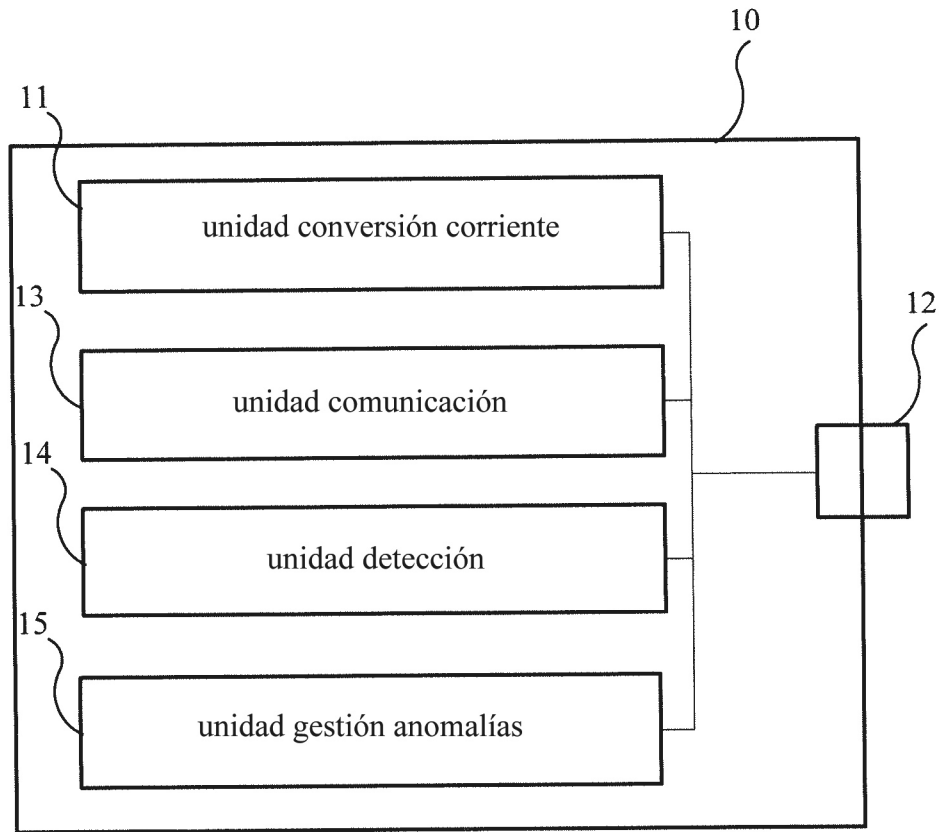 10
11
unidad conversión corriente
13
12
unidad comunicación
14
unidad detección
15
unidad gestión anomalías